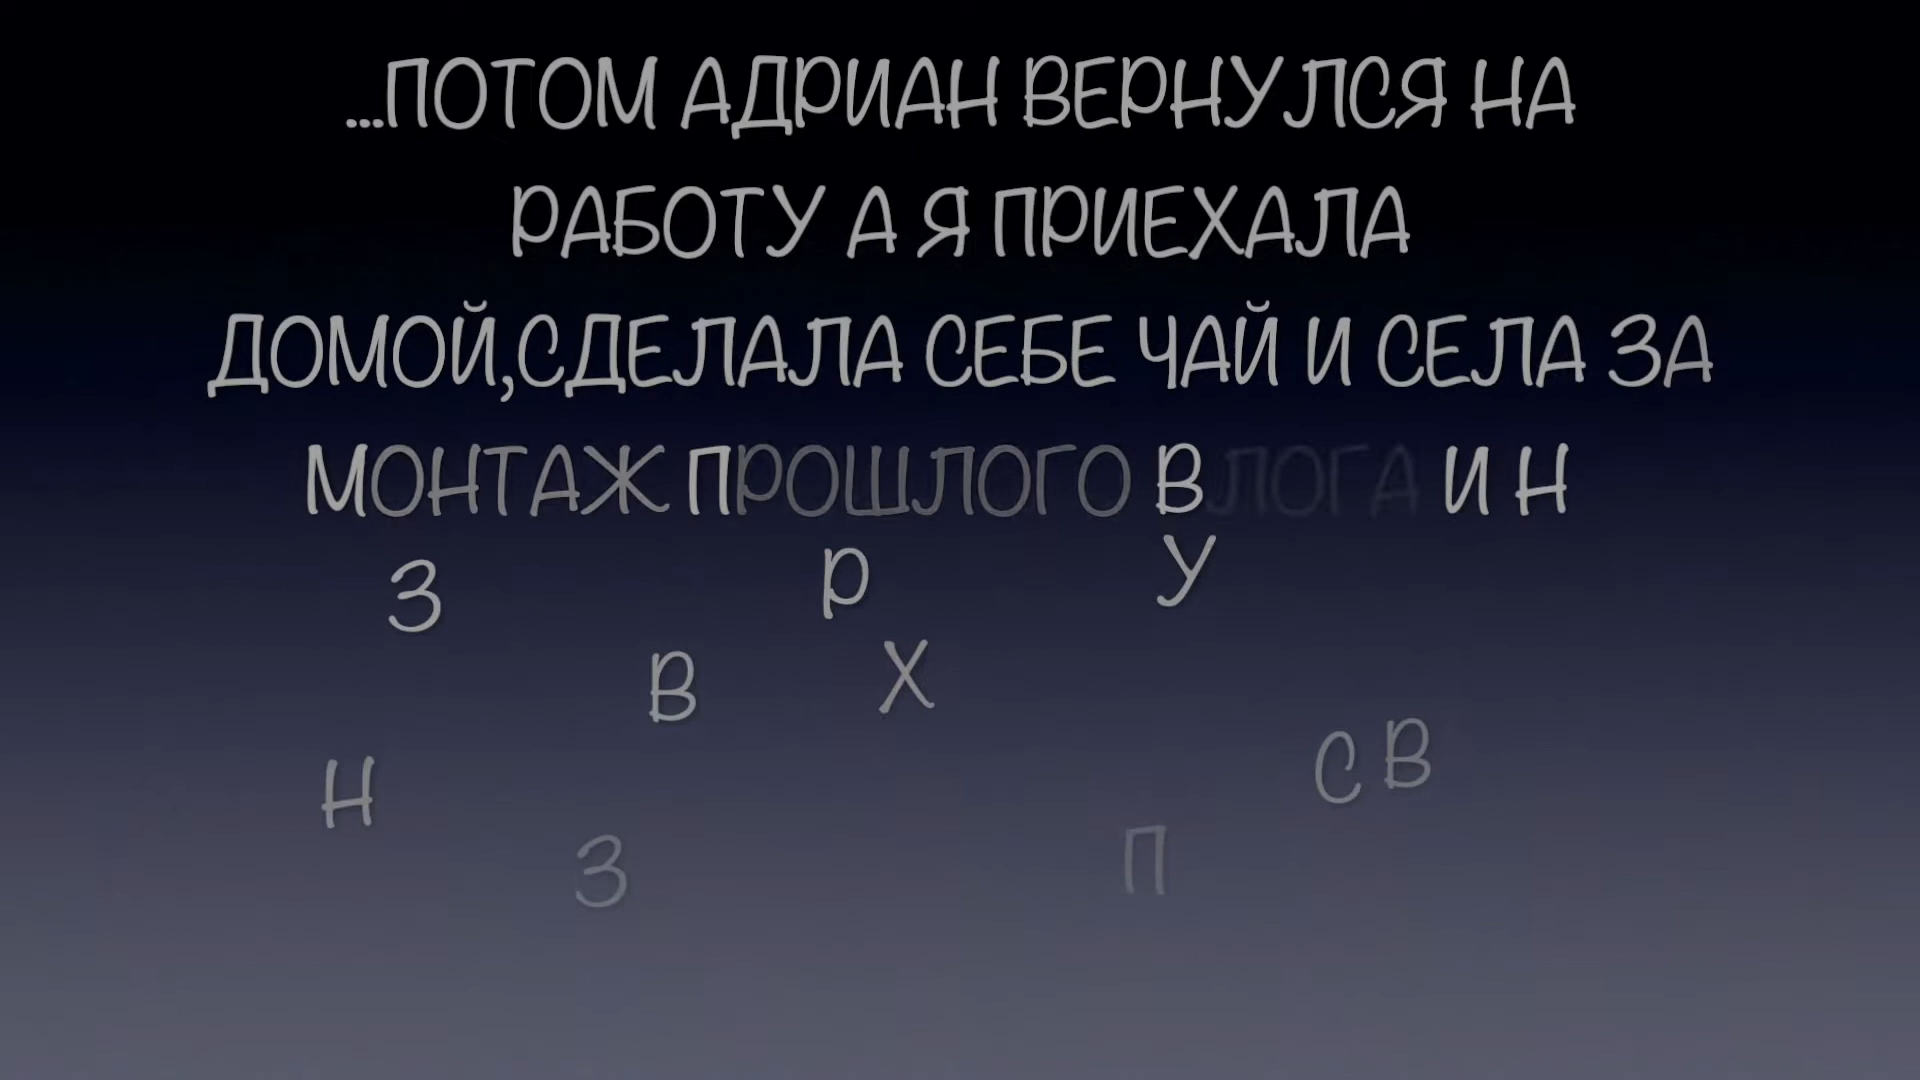 ...ПОТОМ АДРИАН ВЕРНУЛСЯ НА
РАБОТУ А Я ПРИЕХАЛА
ДОМОЙ,СДЕЛАЛА СЕБЕ ЧАЙ И СЕЛА ЗА
МОНТАЖ ПРОШЛОГО ВЛОГА И Н
З Р У
В Х
Н С В
З П